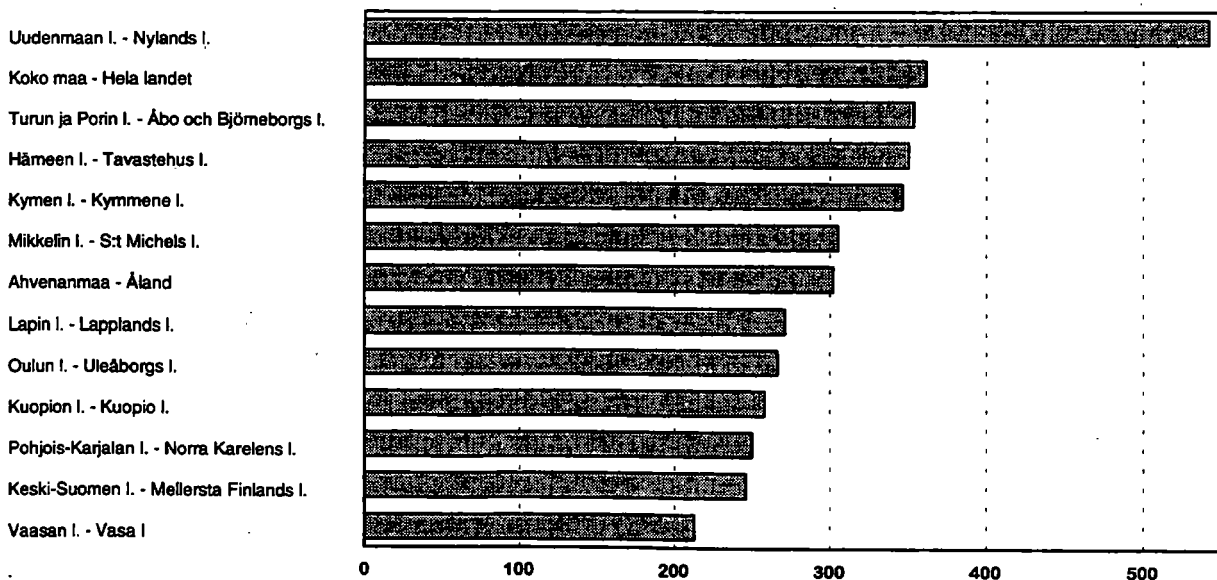 Uudenmaan l. - Nylands l.
Koko maa - Hela landet
Turun ja Porin l. - Åbo och Björneborgs l.
Hämeen l. - Tavastehus l.
Kymen l. - Kymmene l.
Mikkelin l. - S:t Michels l.
Ahvenanmaa - Åland
Lapin l. - Lapplands l.
Oulun l. - Uleåborgs l.
Kuopion l. - Kuopio l.
Pohjois-Karjalan l. - Norra Karelens l.
Keski-Suomen l. - Mellersta Finlands l.
Vaasan l. - Vasa l
0 100 200 300 400 500